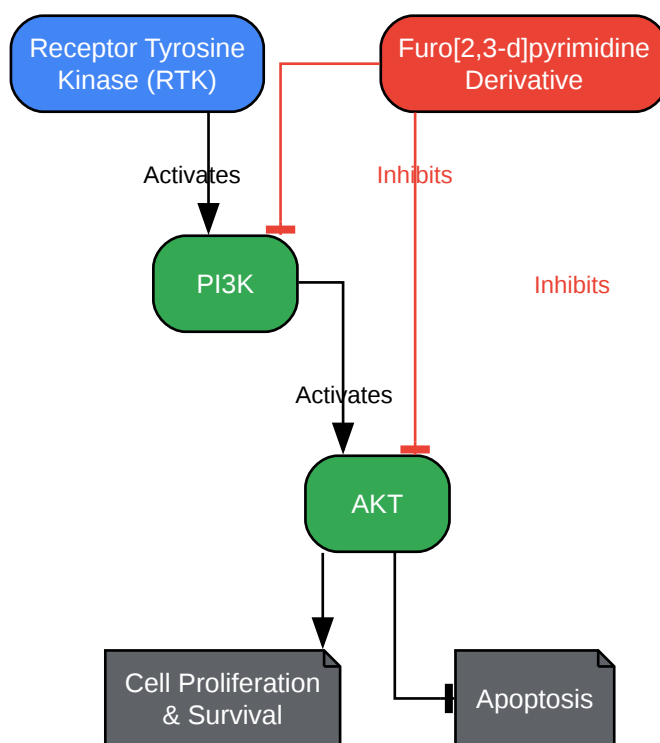 Receptor Tyrosine
Kinase (RTK)
Furo[2,3-d]pyrimidine
Derivative
Activates
Inhibits
PI3K
Inhibits
Activates
AKT
Cell Proliferation
& Survival
Apoptosis